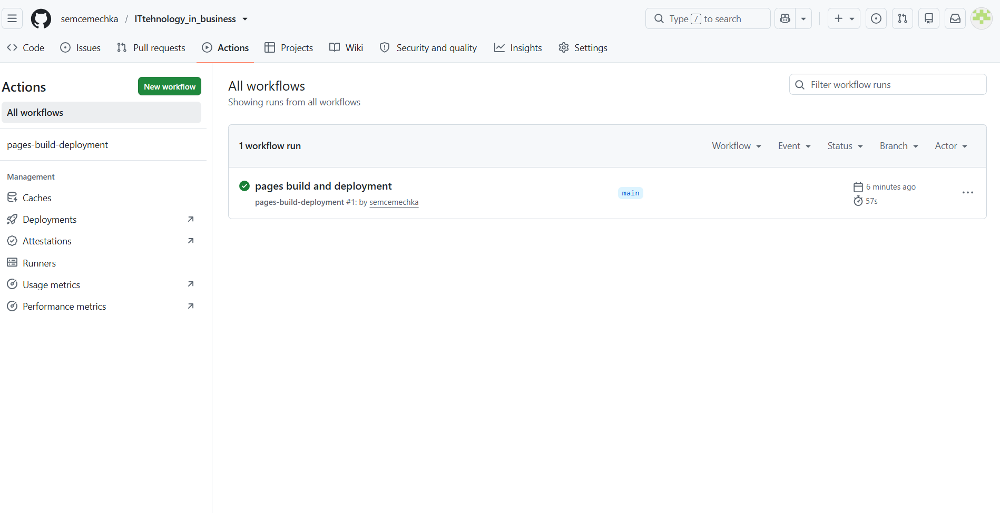 semcemechka / ITtehnology_in_business
Type / to search
Code Issues Pull requests Actions Projects Wiki Security and quality Insights Settings
Actions
New workflow
All workflows
pages-build-deployment
Management
Caches
Deployments
Attestations
Runners
Usage metrics
Performance metrics
All workflows
Showing runs from all workflows
Filter workflow runs
1 workflow run
Workflow Event Status Branch Actor
pages build and deployment
pages-build-deployment #1: by semcemechka
main
6 minutes ago
57s